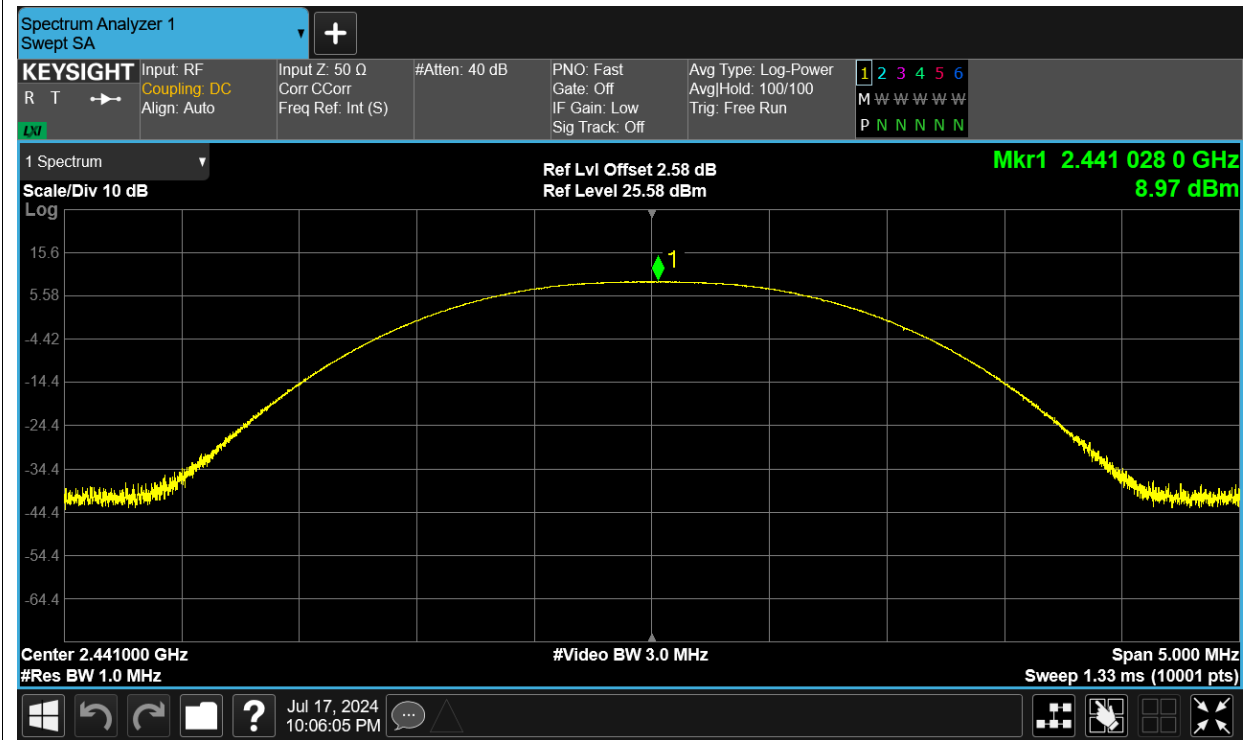 Spectrum Analyzer 1
Swept SA
KEYSIGHT
R T
LXI
Input: RF
Coupling: DC
Align: Auto
Input Z: 50 Ω
Corr CCorr
Freq Ref: Int (S)
#Atten: 40 dB
PNO: Fast
Gate: Off
IF Gain: Low
Sig Track: Off
Avg Type: Log-Power
Avg|Hold: 100/100
Trig: Free Run
1 2 3 4 5 6
M W W W W W
P N N N N N
1 Spectrum
Scale/Div 10 dB
Log
Ref Lvl Offset 2.58 dB
Ref Level 25.58 dBm
Mkr1 2.441 028 0 GHz
8.97 dBm
1
15.6
5.58
-4.42
-14.4
-24.4
-34.4
-44.4
-54.4
-64.4
Center 2.441000 GHz
#Res BW 1.0 MHz
#Video BW 3.0 MHz
Span 5.000 MHz
Sweep 1.33 ms (10001 pts)
?
Jul 17, 2024
10:06:05 PM